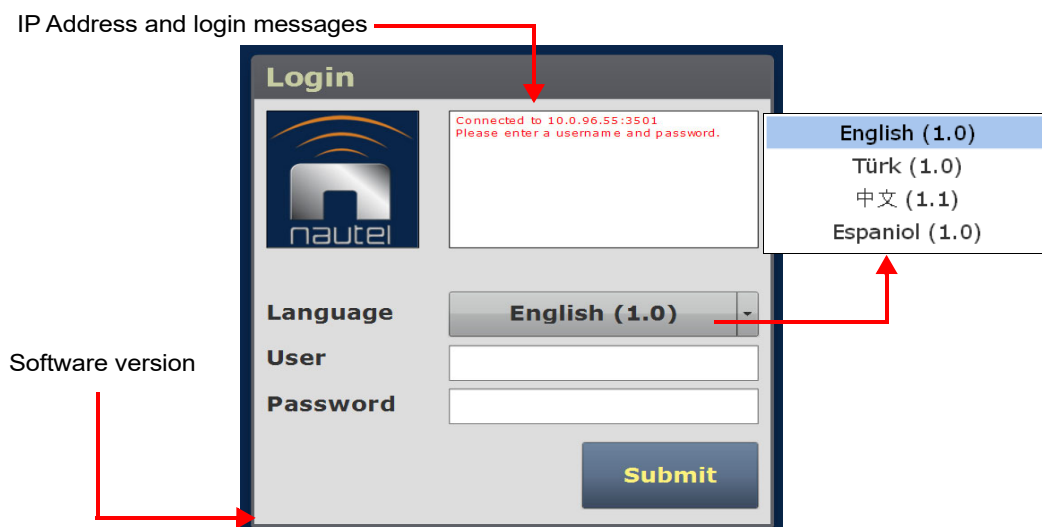 IP Address and login messages
Login
Connected to 10.0.96.55:3501
Please enter a username and password.
nautel
English (1.0)
Türk (1.0)
中文 (1.1)
Espaniol (1.0)
Language
English (1.0)
User
Software version
Password
Submit